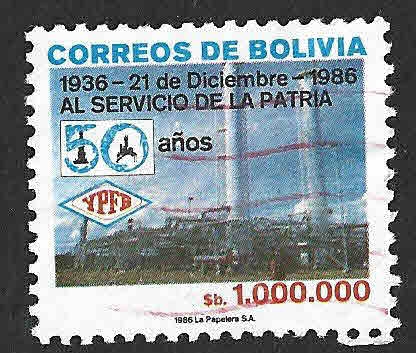 CORREOS DE BOLIVIA
1936 - 21 de Diciembre - 1986
AL SERVICIO DE LA PATRIA
50 años
YPFB
$b. 1.000.000
1986 La Papelera S.A.